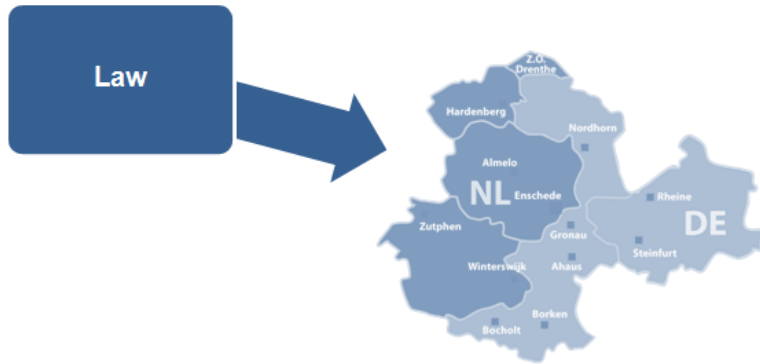 Law
Z.O.
Drenthe
Hardenberg
Nordhorn
Almelo
NL
Enschede
Rheine
DE
Zutphen
Gronau
Steinfurt
Winterswijk
Ahaus
Borken
Bocholt